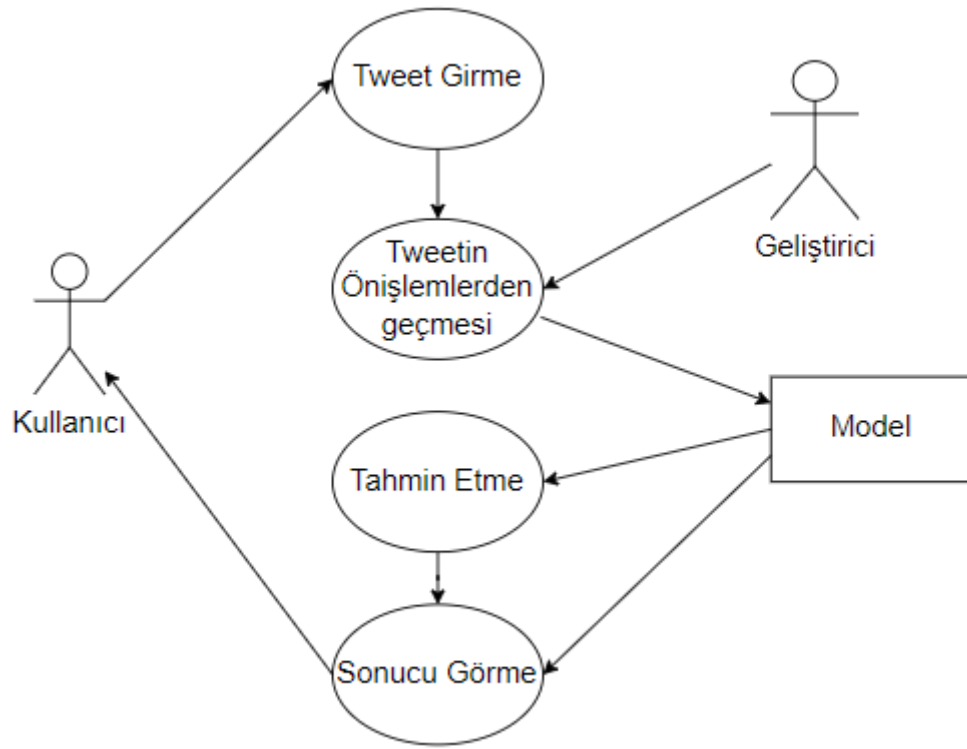 Tweet Girme
Geliştirici
Tweetin
Önişlemlerden
geçmesi
Kullanıcı
Model
Tahmin Etme
Sonucu Görme